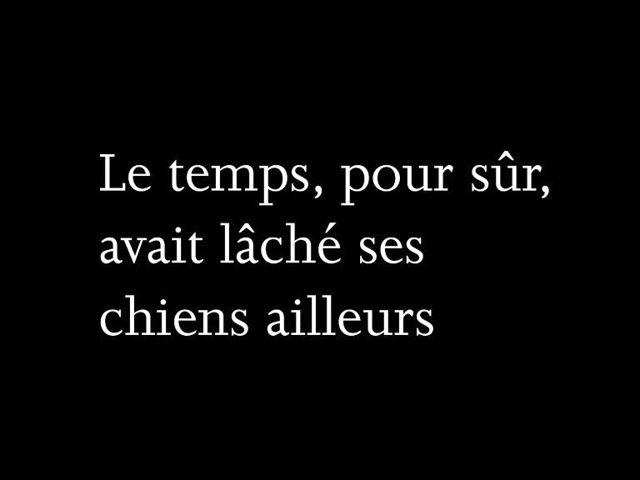 Le temps, pour sûr,
avait lâché ses
chiens ailleurs